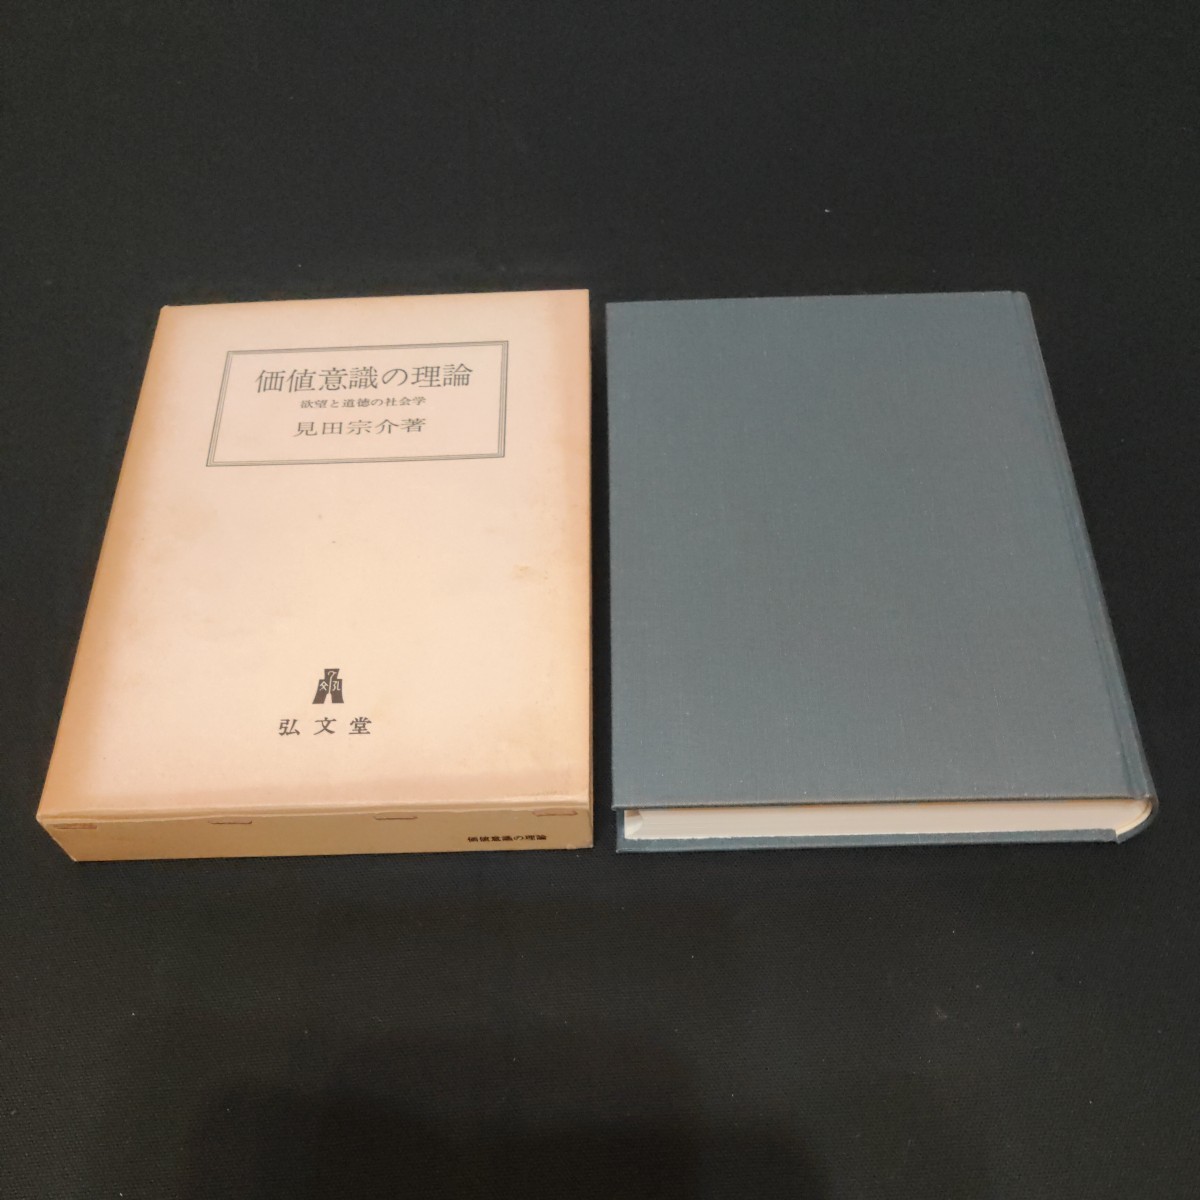 価値意識の理論
欲望と道徳の社会学
見田宗介著
弘文堂
価値意識の理論